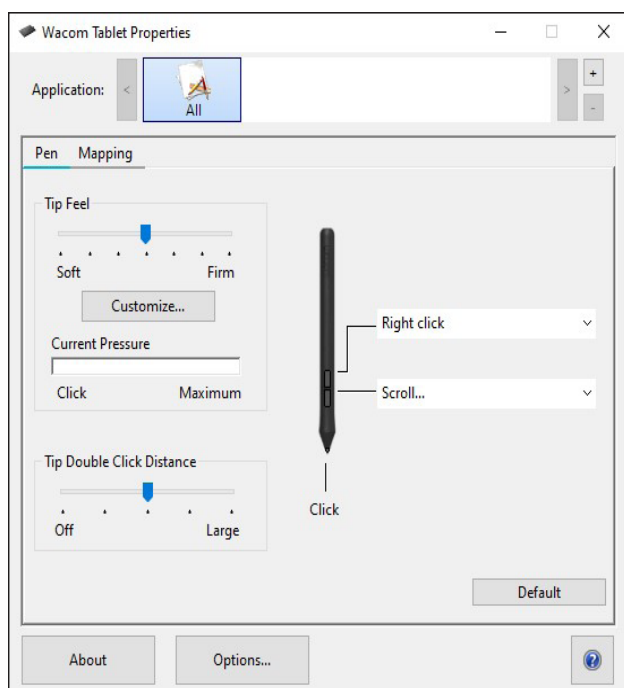 Wacom Tablet Properties
Application:
<
All
>
+
-
Pen Mapping
Tip Feel
Soft Firm
Customize...
Current Pressure
Click Maximum
Right click
Scroll...
Click
Tip Double Click Distance
Off Large
Default
About Options... ?